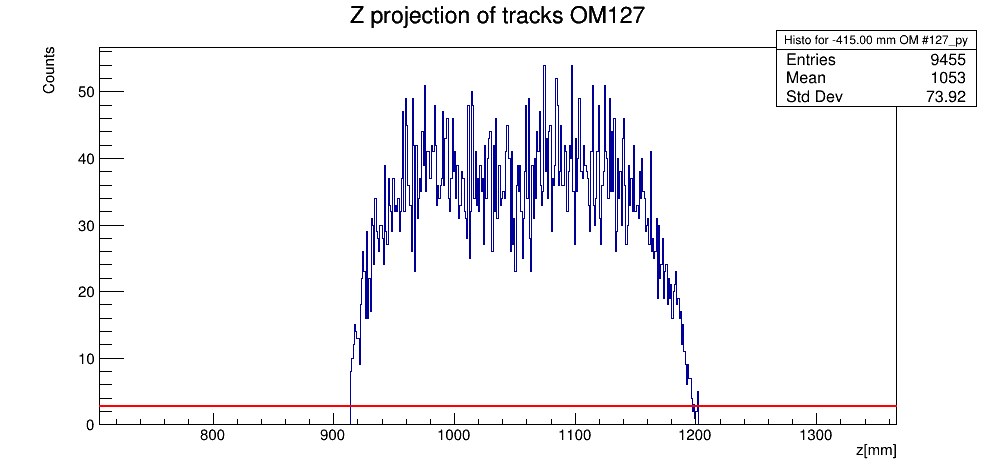 Z projection of tracks OM127
Histo for -415.00 mm OM #127_py
Entries 9455
Mean 1053
Std Dev 73.92
Counts
50
40
30
20
10
0
800 900 1000 1100 1200 1300
z[mm]